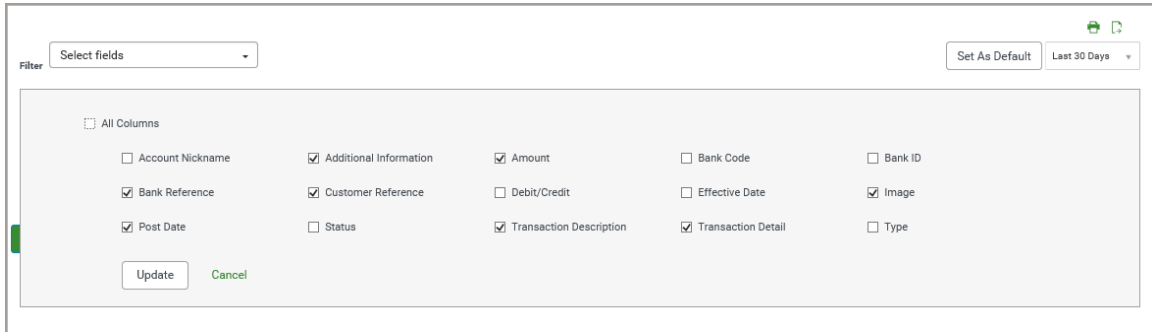 Filter Select fields Set As Default Last 30 Days
All Columns
Account Nickname Additional Information Amount Bank Code Bank ID
Bank Reference Customer Reference Debit/Credit Effective Date Image
Post Date Status Transaction Description Transaction Detail Type
Update Cancel